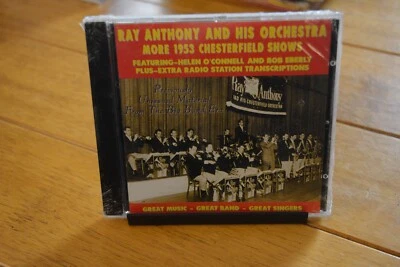 RAY ANTHONY AND HIS ORCHESTRA
MORE 1953 CHESTERFIELD SHOWS
FEATURING-HELEN O'CONNELL AND BOB EBERLY
PLUS-EXTRA RADIO STATION TRANSCRIPTIONS
Ray Anthony
GREAT MUSIC - GREAT BAND - GREAT SINGERS